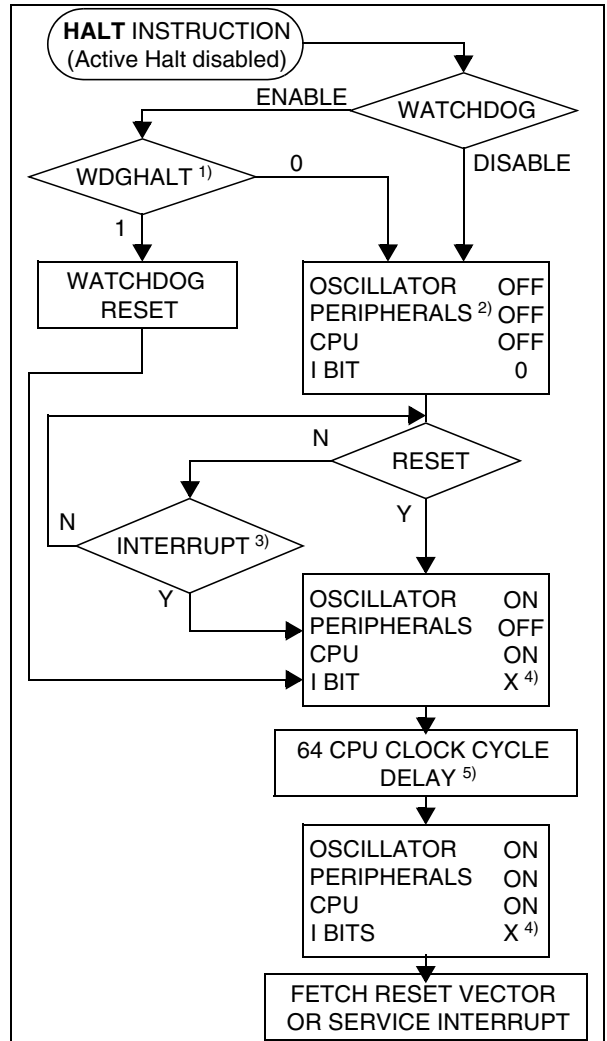 HALT INSTRUCTION
(Active Halt disabled)
ENABLE
WATCHDOG
WDGHALT 1)
0
DISABLE
1
WATCHDOG
RESET
OSCILLATOR OFF
PERIPHERALS 2) OFF
CPU OFF
I BIT 0
N
RESET
N
Y
INTERRUPT 3)
Y
OSCILLATOR ON
PERIPHERALS OFF
CPU ON
I BIT X 4)
64 CPU CLOCK CYCLE
DELAY 5)
OSCILLATOR ON
PERIPHERALS ON
CPU ON
I BITS X 4)
FETCH RESET VECTOR
OR SERVICE INTERRUPT